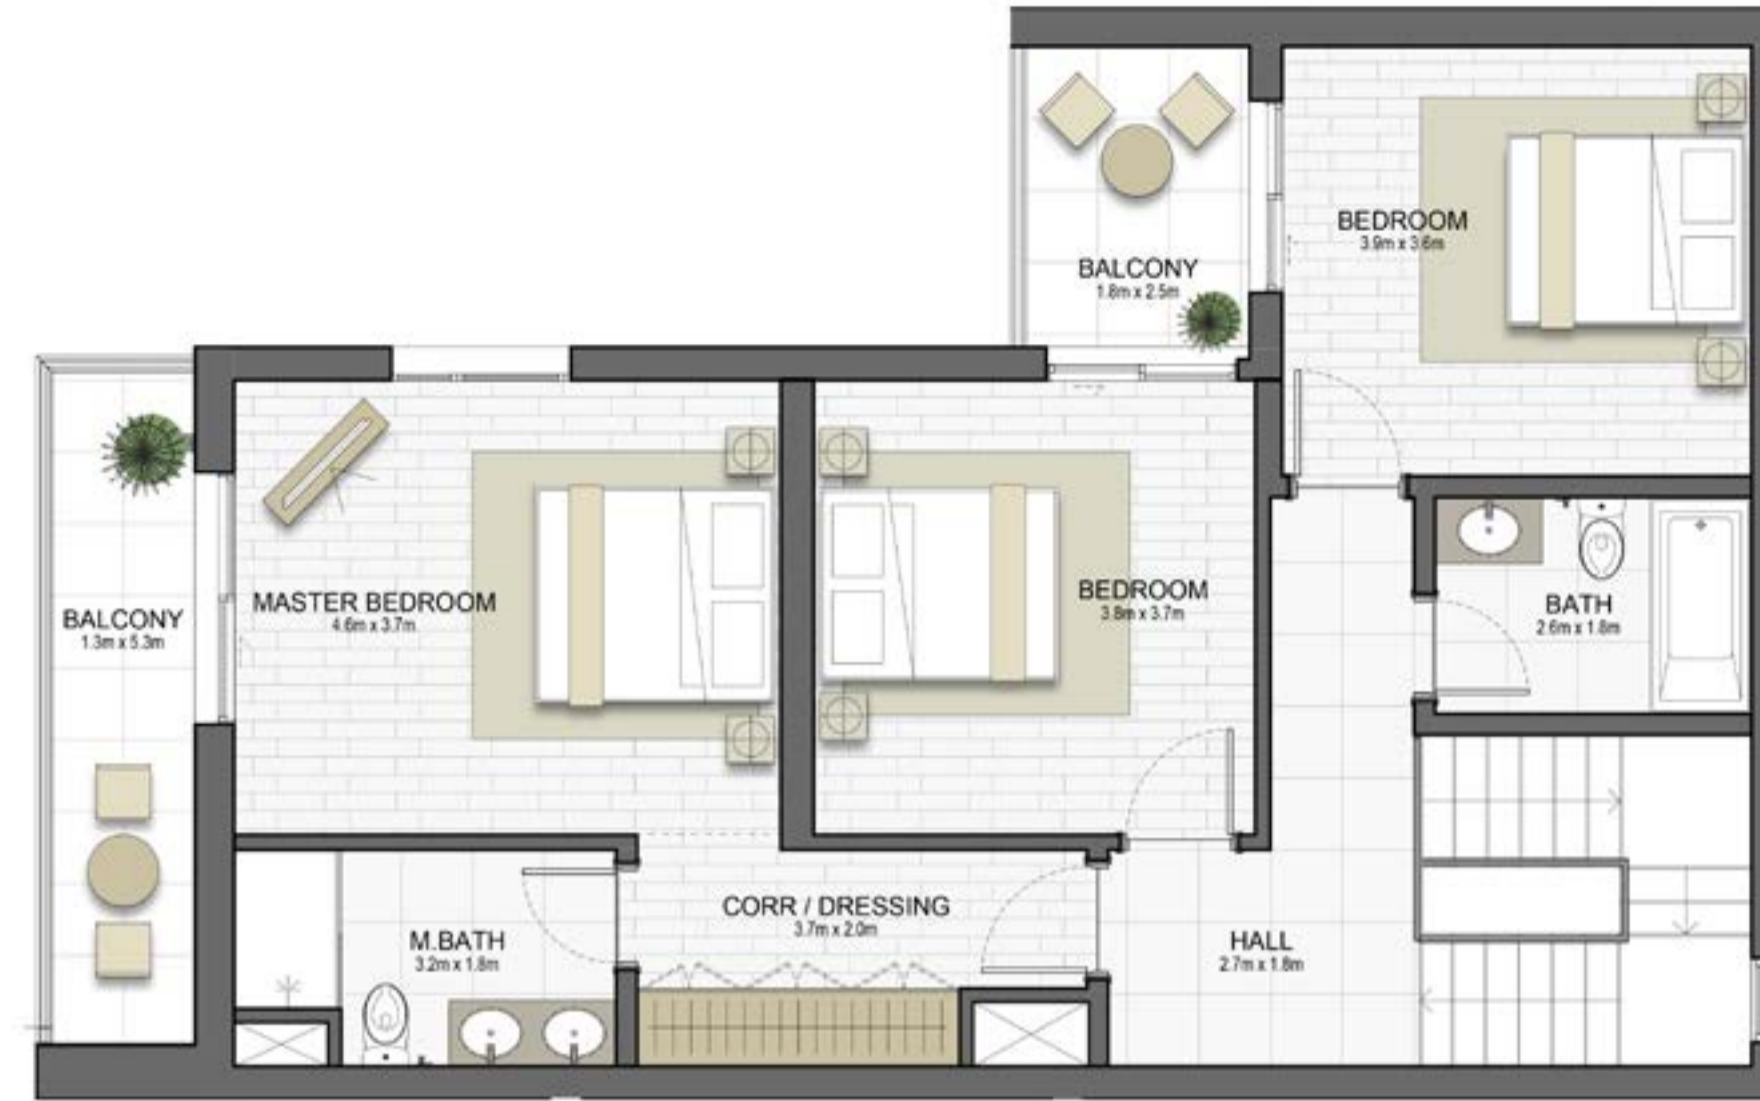 BEDROOM
3.9m x 3.6m
BALCONY
1.8m x 2.5m
MASTER BEDROOM
4.6m x 3.7m
BEDROOM
3.8m x 3.7m
BATH
2.6m x 1.8m
BALCONY
1.3m x 5.3m
CORR / DRESSING
3.7m x 2.0m
M.BATH
3.2m x 1.8m
HALL
2.7m x 1.8m